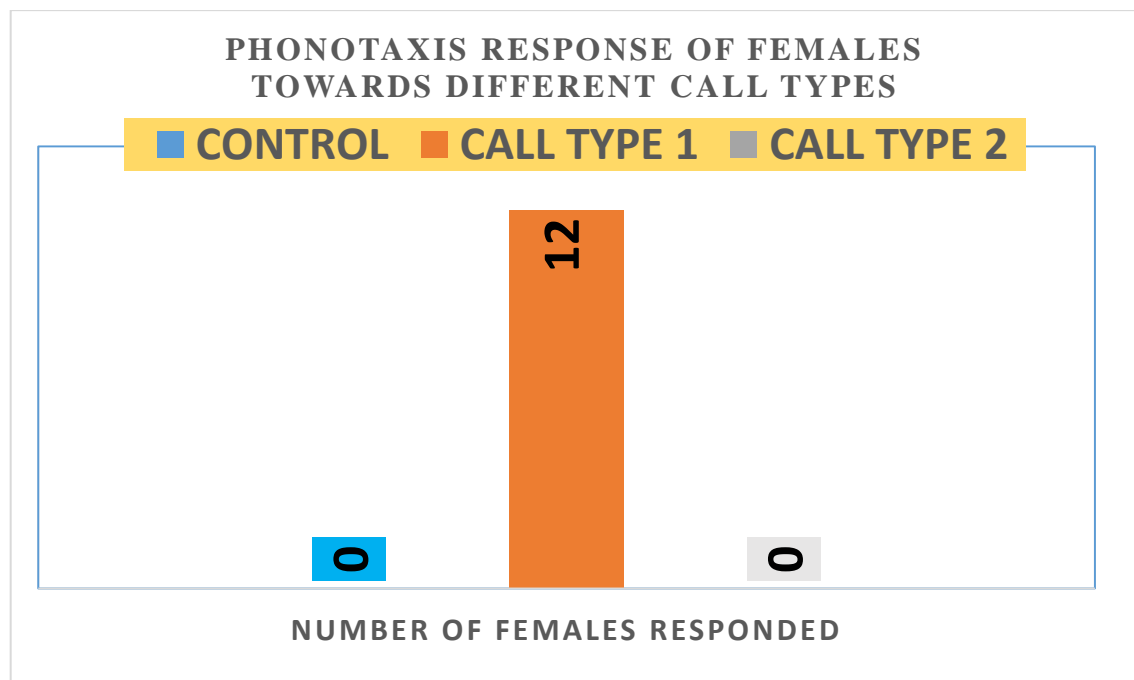 PHONOTAXIS RESPONSE OF FEMALES
TOWARDS DIFFERENT CALL TYPES
CONTROL CALL TYPE 1 CALL TYPE 2
12
0
0
NUMBER OF FEMALES RESPONDED